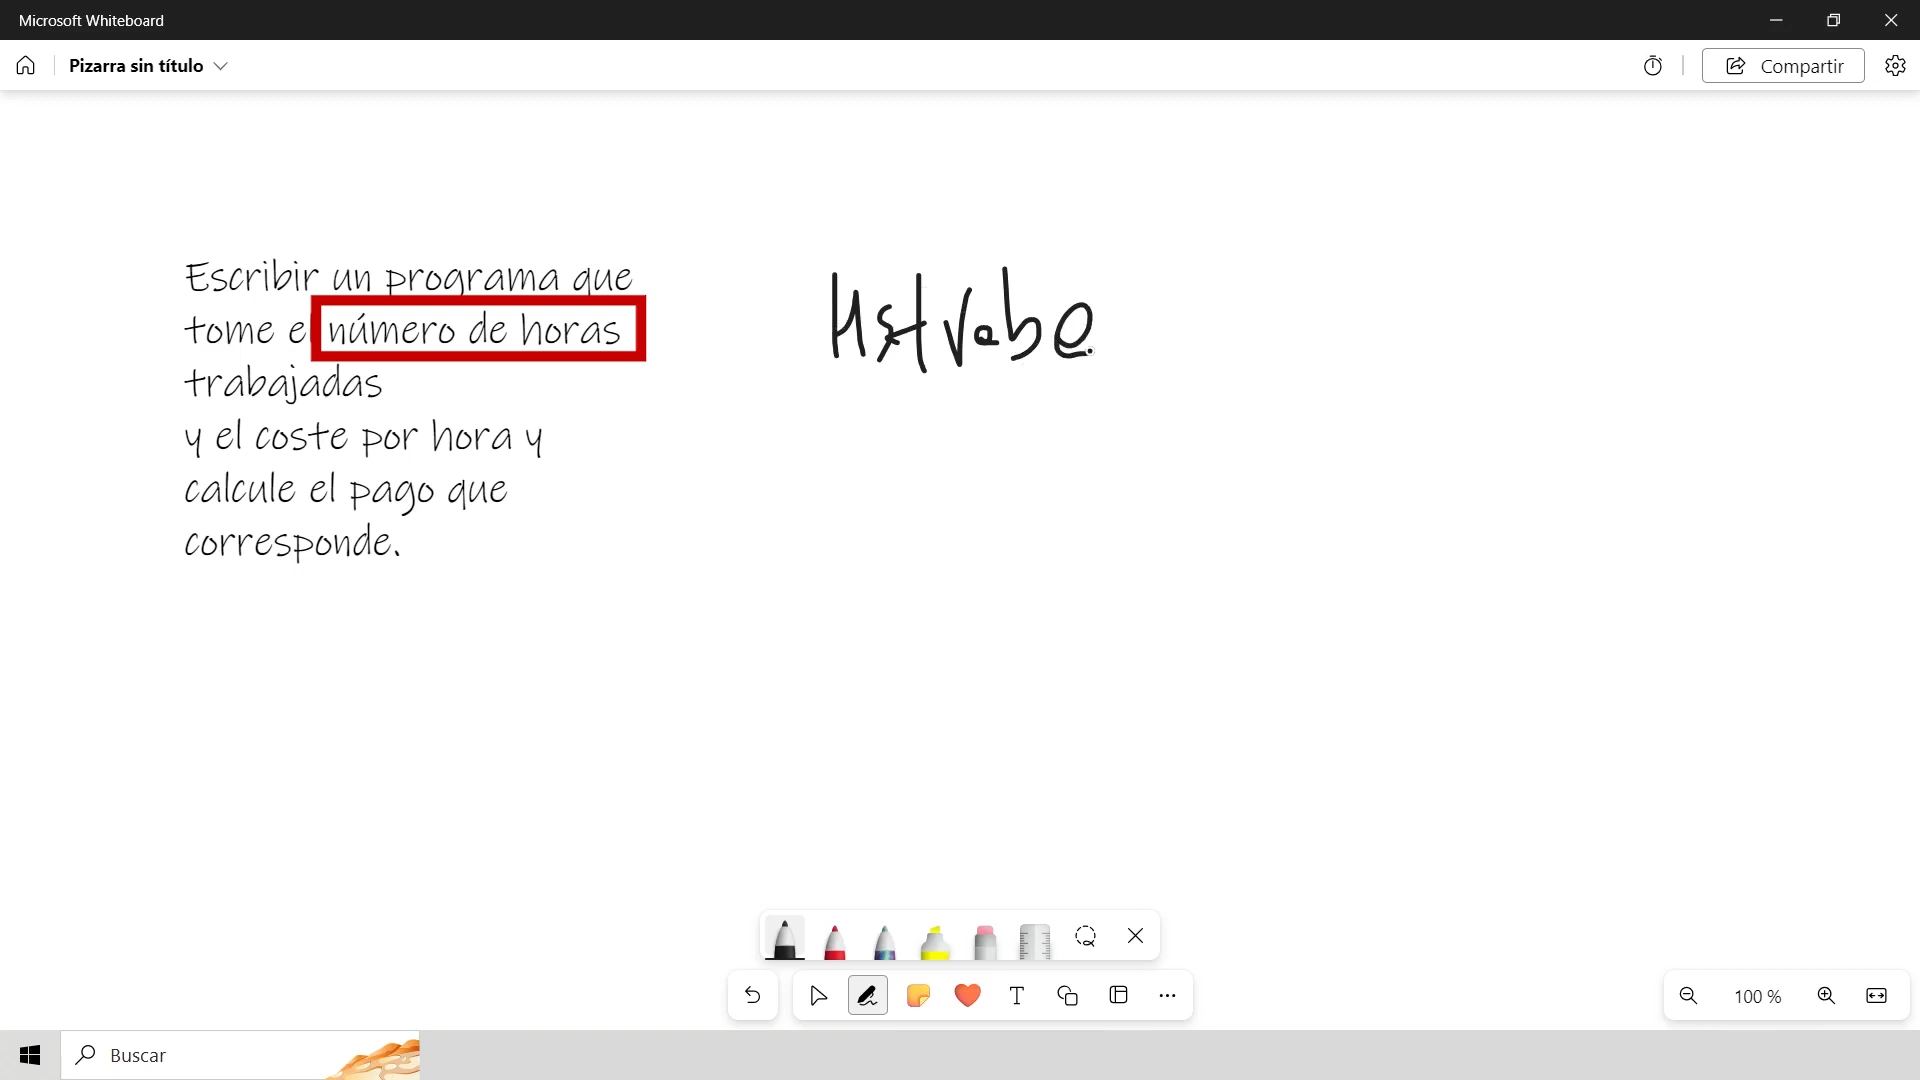 Microsoft Whiteboard
Pizarra sin título
Compartir
Escribir un programa que
tome el número de horas
trabajadas
y el coste por hora y
calcule el pago que
corresponde.
100 %
Buscar